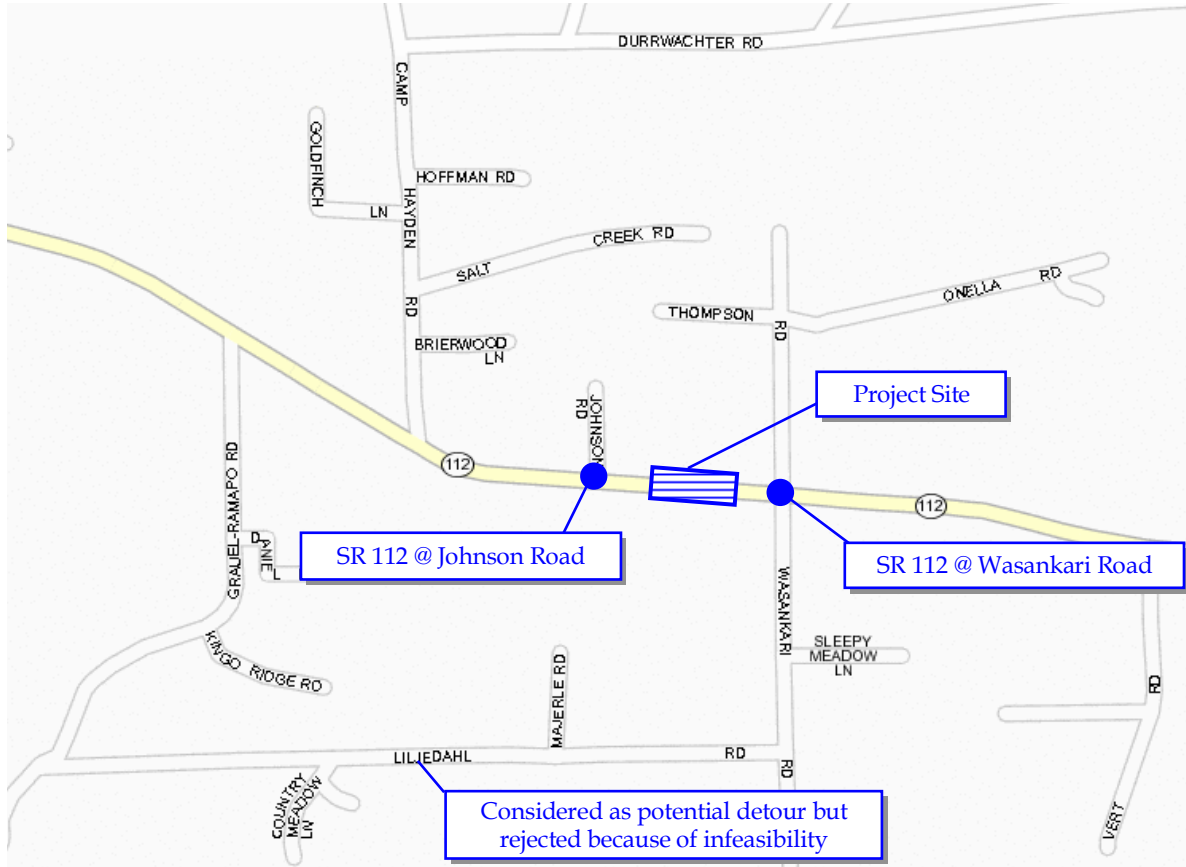 DURRWACHTER RD
CAMP
HAYDEN
RD
GOLDFINCH
LN
HOFFMAN RD
SALT
CREEK RD
BRIERWOOD
LN
THOMPSON
RD
ONELLA
RD
JOHNSON
RD
Project Site
112
112
SR 112 @ Johnson Road
SR 112 @ Wasankari Road
GRAUEL-RAMAPO RD
D
ANIE
L
KINGO RIDGE RD
WASANKARI
RD
SLEEPY
MEADOW
LN
MAJERLE RD
LILJEDAHL
RD
COUNTRY
MEADOW
LN
VERT
RD
Considered as potential detour but
rejected because of infeasibility